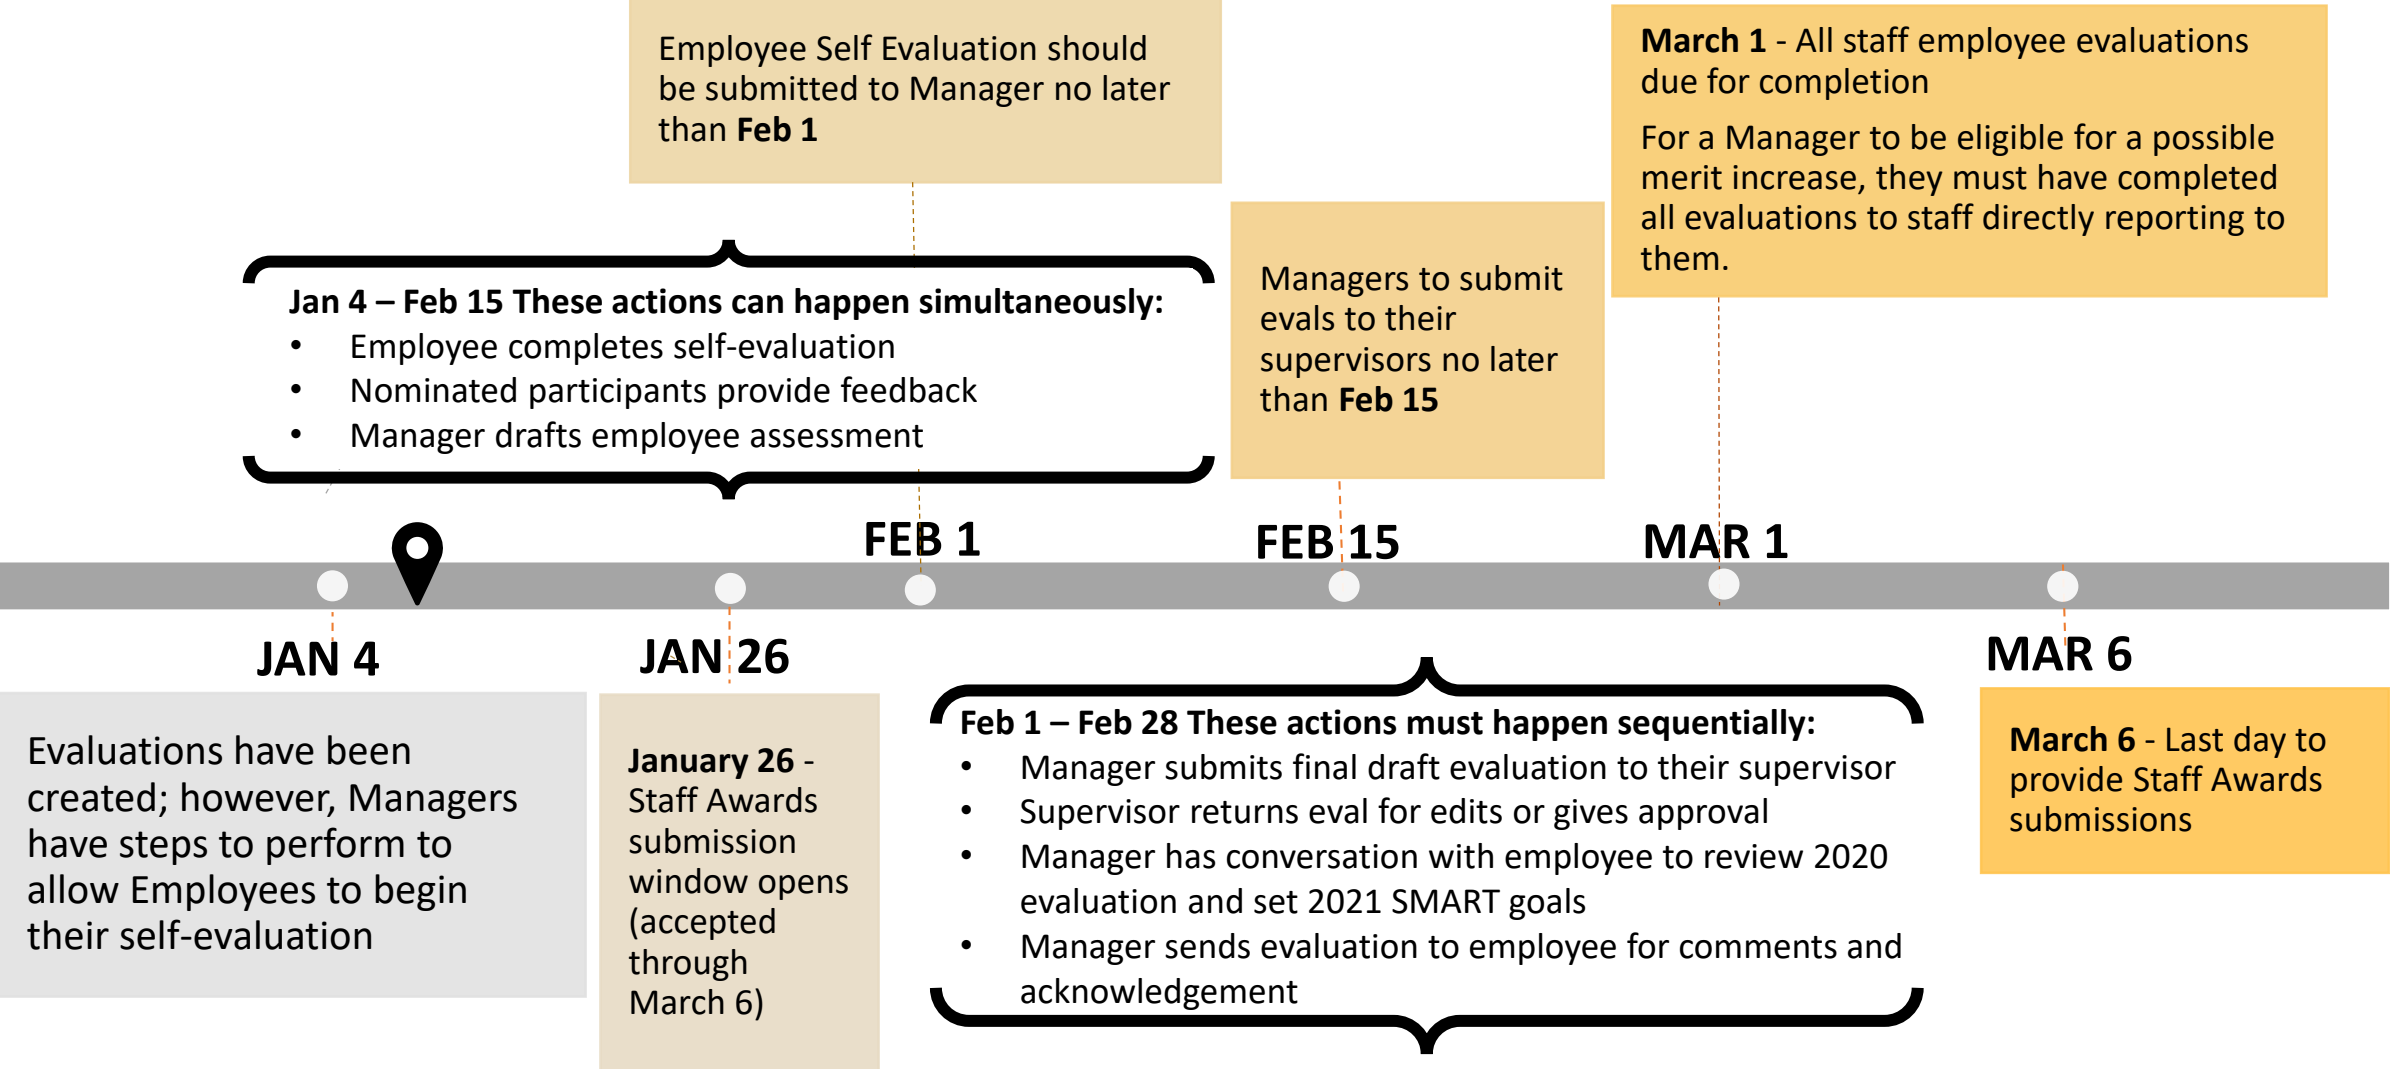 Employee Self Evaluation should
be submitted to Manager no later
than Feb 1
March 1 - All staff employee evaluations
due for completion
For a Manager to be eligible for a possible
merit increase, they must have completed
all evaluations to staff directly reporting to
them.
Jan 4 – Feb 15 These actions can happen simultaneously:
• Employee completes self-evaluation
• Nominated participants provide feedback
• Manager drafts employee assessment
Managers to submit
evals to their
supervisors no later
than Feb 15
FEB 1
FEB 15
MAR 1
JAN 4
JAN 26
MAR 6
Evaluations have been
created; however, Managers
have steps to perform to
allow Employees to begin
their self-evaluation
January 26 -
Staff Awards
submission
window opens
(accepted
through
March 6)
Feb 1 – Feb 28 These actions must happen sequentially:
• Manager submits final draft evaluation to their supervisor
• Supervisor returns eval for edits or gives approval
• Manager has conversation with employee to review 2020
evaluation and set 2021 SMART goals
• Manager sends evaluation to employee for comments and
acknowledgement
March 6 - Last day to
provide Staff Awards
submissions